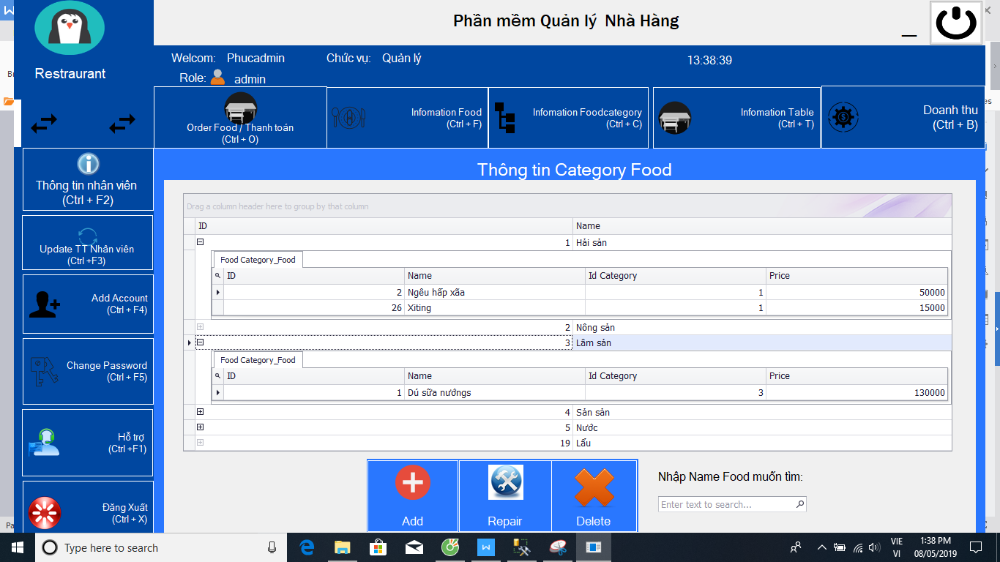 Phần mềm Quản lý  Nhà Hàng
Restraurant
Welcom: Phucadmin Chức vụ: Quản lý 13:38:39
Role: admin
Order Food / Thanh toán
(Ctrl + O)
Infomation Food
(Ctrl + F)
Infomation Foodcategory
(Ctrl + C)
Infomation Table
(Ctrl + T)
Doanh thu
(Ctrl + B)
Thông tin nhân viên
(Ctrl + F2)
Update TT Nhân viên
(Ctrl +F3)
Add Account
(Ctrl + F4)
Change Password
(Ctrl + F5)
Hỗ trợ
(Ctrl +F1)
Đăng Xuất
(Ctrl + X)
Thông tin Category Food
Drag a column header here to group by that column
ID Name
1 Hải sản
Food Category_Food
ID Name Id Category Price
2 Ngêu hấp xãa 1 50000
26 Xiting 1 15000
2 Nông sản
3 Lâm sản
Food Category_Food
ID Name Id Category Price
1 Dú sữa nướngs 3 130000
4 Sản sản
5 Nước
19 Lẩu
Add
Repair
Delete
Nhập Name Food muốn tìm:
Enter text to search...
Type here to search
VIE
VI
1:38 PM
08/05/2019